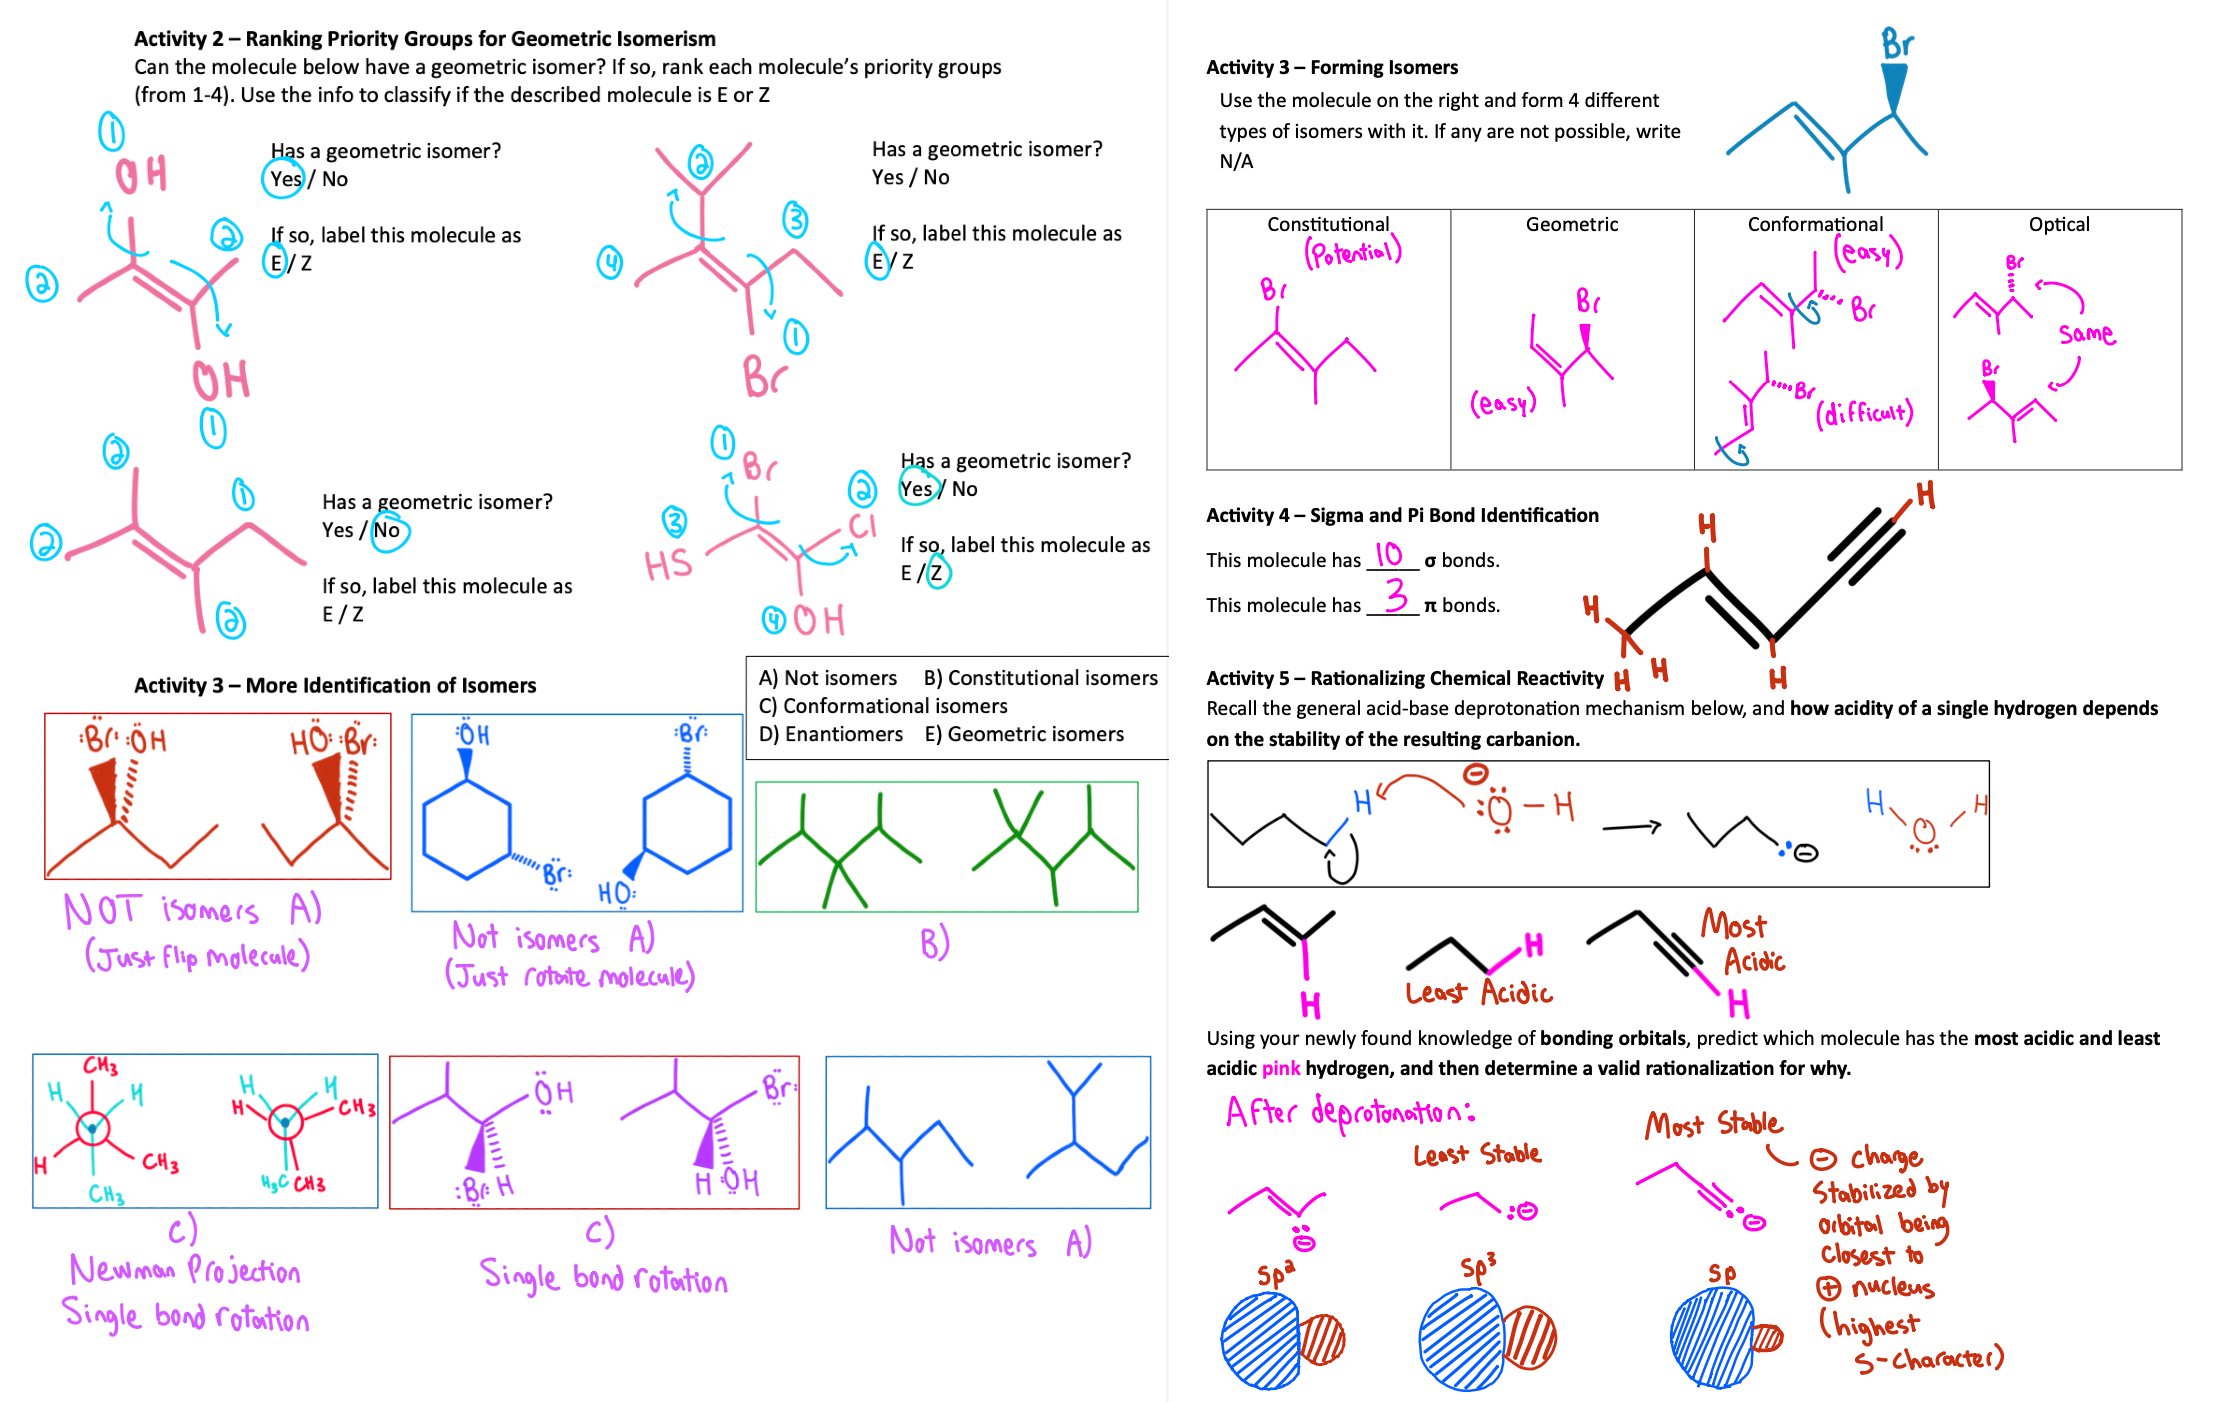 Activity 2 – Ranking Priority Groups for Geometric Isomerism
Can the molecule below have a geometric isomer? If so, rank each molecule's priority groups
(from 1-4). Use the info to classify if the described molecule is E or Z
1
OH
2
2
OH
1
Has a geometric isomer?
Yes / No
If so, label this molecule as
E / Z
2
3
4
1
Br
Has a geometric isomer?
Yes / No
If so, label this molecule as
E / Z
2
1
2
2
Has a geometric isomer?
Yes / No
If so, label this molecule as
E / Z
1
Br
2
Cl
3
HS
4
OH
Has a geometric isomer?
Yes / No
If so, label this molecule as
E / Z
Activity 3 – More Identification of Isomers
A) Not isomers B) Constitutional isomers
C) Conformational isomers
D) Enantiomers E) Geometric isomers
:Br: :OH
HO: :Br:
NOT isomers A)
(Just flip molecule)
:OH
Br:
:Br:
HO:
Not isomers A)
(Just rotate molecule)
B)
CH3
H
H
H
CH3
CH3
H
H
H
CH3
H3C CH3
C)
Newman Projection
Single bond rotation
OH
:Br: H
Br:
H :OH
C)
Single bond rotation
Not isomers A)
Activity 3 – Forming Isomers
Use the molecule on the right and form 4 different
types of isomers with it. If any are not possible, write
N/A
Br
Constitutional
(Potential)
Br
Geometric
Br
(easy)
Conformational
(easy)
Br
Br
(difficult)
Optical
Br
Same
Br
Activity 4 – Sigma and Pi Bond Identification
This molecule has 10 σ bonds.
This molecule has 3 π bonds.
H
H
H
H
H
H
Activity 5 – Rationalizing Chemical Reactivity
Recall the general acid-base deprotonation mechanism below, and how acidity of a single hydrogen depends
on the stability of the resulting carbanion.
H
:O – H
H
O
H
H
H
Least Acidic
H
Most
Acidic
Using your newly found knowledge of bonding orbitals, predict which molecule has the most acidic and least
acidic pink hydrogen, and then determine a valid rationalization for why.
After deprotonation:
Sp2
Least Stable
Sp3
Most Stable
Sp
⊖ charge
Stabilized by
orbital being
Closest to
⊕ nucleus
(highest
S-character)